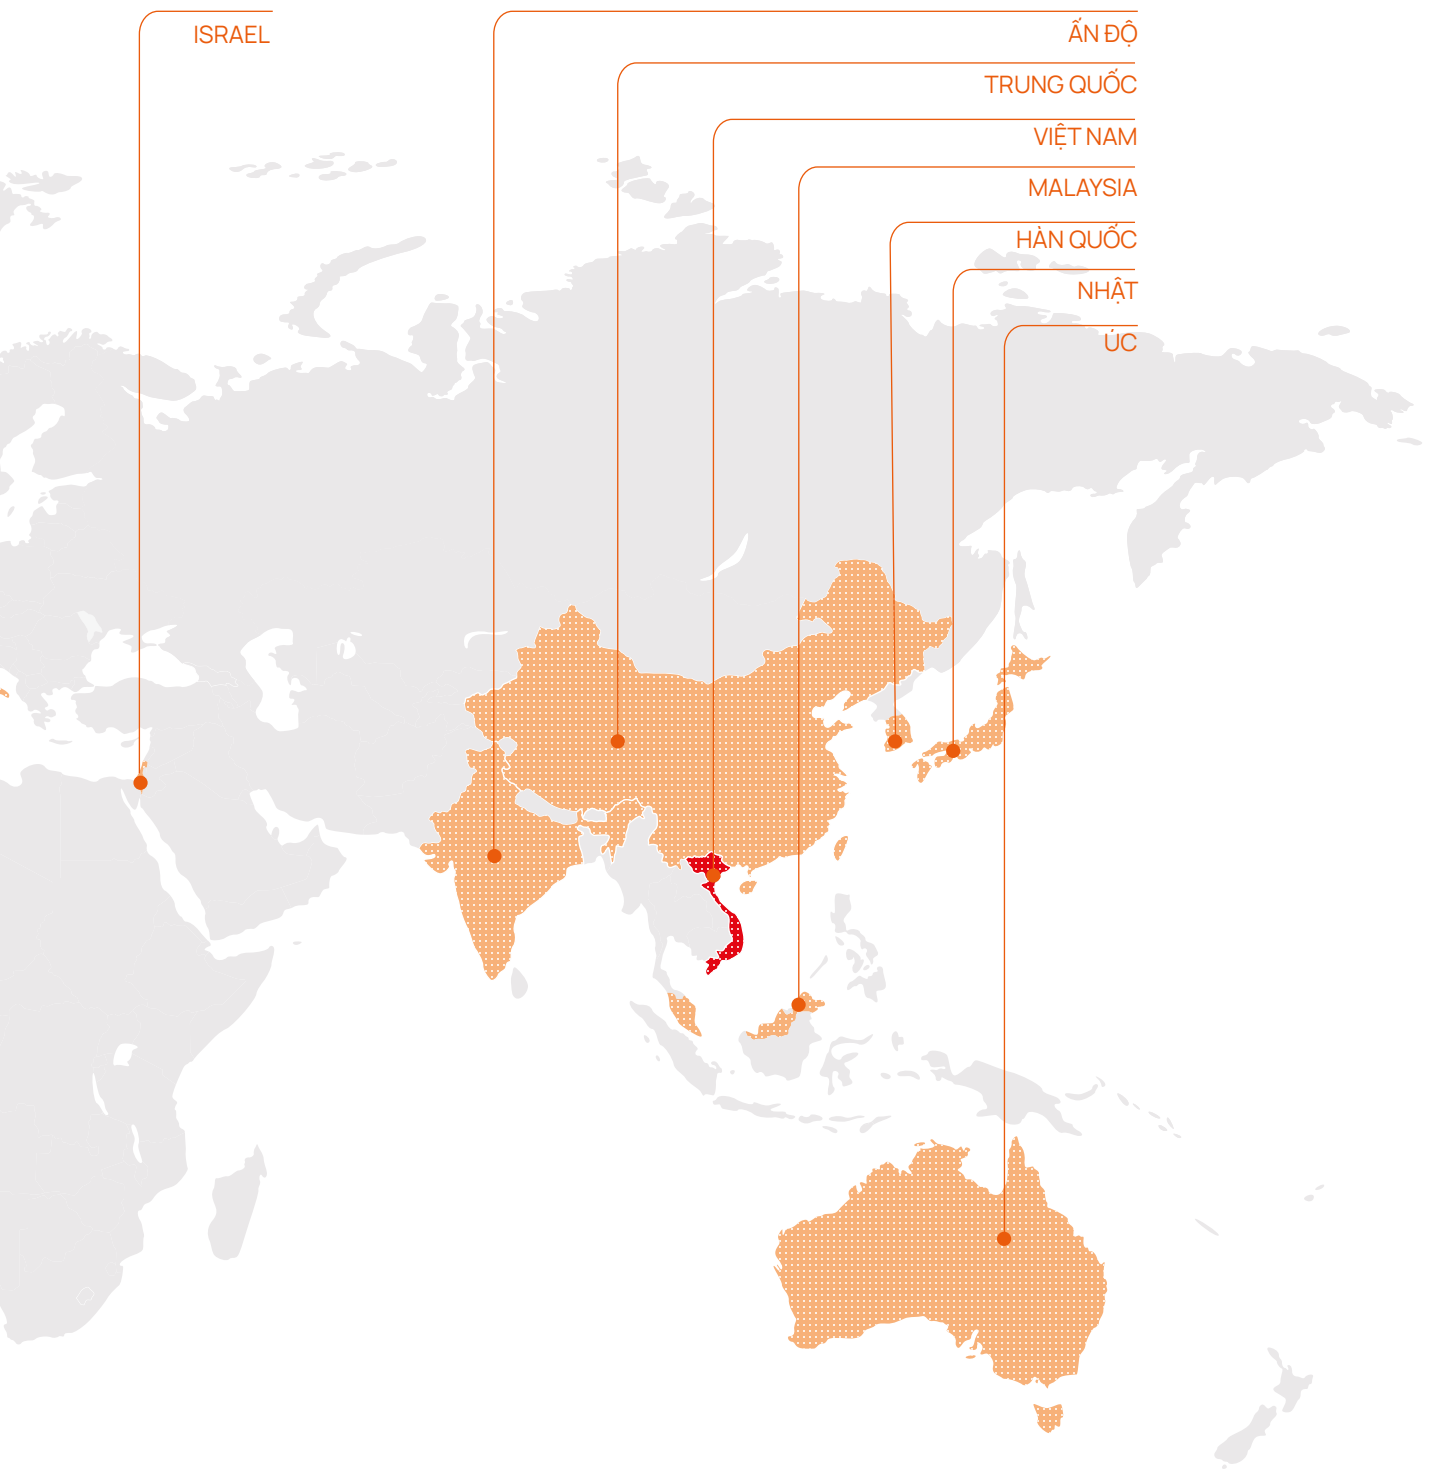 ISRAEL
ẤN ĐỘ
TRUNG QUỐC
VIỆT NAM
MALAYSIA
HÀN QUỐC
NHẬT
ÚC